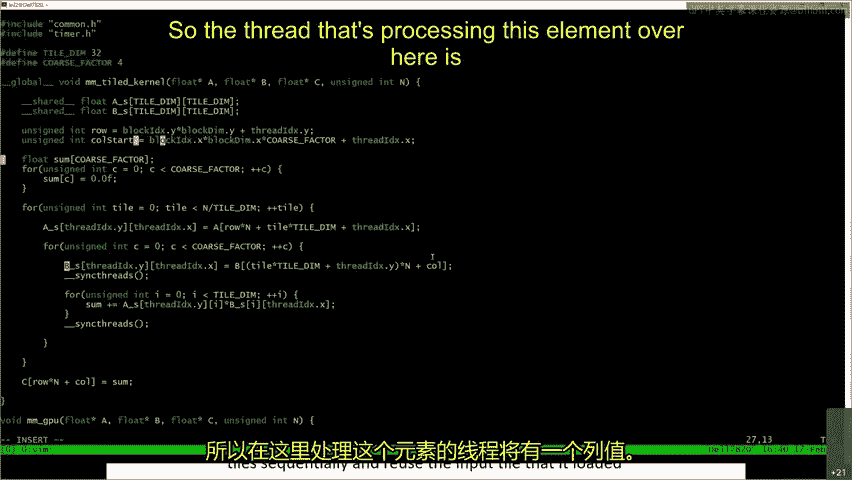 So the thread that's processing this element over
here is
#include "common.h"
#include "timer.h"
#define TILE_DIM 32
#define COARSE_FACTOR 4
__global__ void mm_tiled_kernel(float* A, float* B, float* C, unsigned int N) {
__shared__ float A_s[TILE_DIM][TILE_DIM];
__shared__ float B_s[TILE_DIM][TILE_DIM];
unsigned int row = blockIdx.y*blockDim.y + threadIdx.y;
unsigned int colStart = blockIdx.x*blockDim.x*COARSE_FACTOR + threadIdx.x;
float sum[COARSE_FACTOR];
for(unsigned int c = 0; c < COARSE_FACTOR; ++c) {
sum[c] = 0.0f;
}
for(unsigned int tile = 0; tile < N/TILE_DIM; ++tile) {
A_s[threadIdx.y][threadIdx.x] = A[row*N + tile*TILE_DIM + threadIdx.x];
for(unsigned int c = 0; c < COARSE_FACTOR; ++c) {
B_s[threadIdx.y][threadIdx.x] = B[(tile*TILE_DIM + threadIdx.y)*N + col];
__syncthreads();
for(unsigned int i = 0; i < TILE_DIM; ++i) {
sum += A_s[threadIdx.y][i]*B_s[i][threadIdx.x];
}
__syncthreads();
}
}
C[row*N + col] = sum;
}
void mm_gpu(float* A, float* B, float* C, unsigned int N) {
-- INSERT --
27,13
所以在这里处理这个元素的线程将有一个列值。
tiles sequentially and reuse the input tile that it loaded
+21